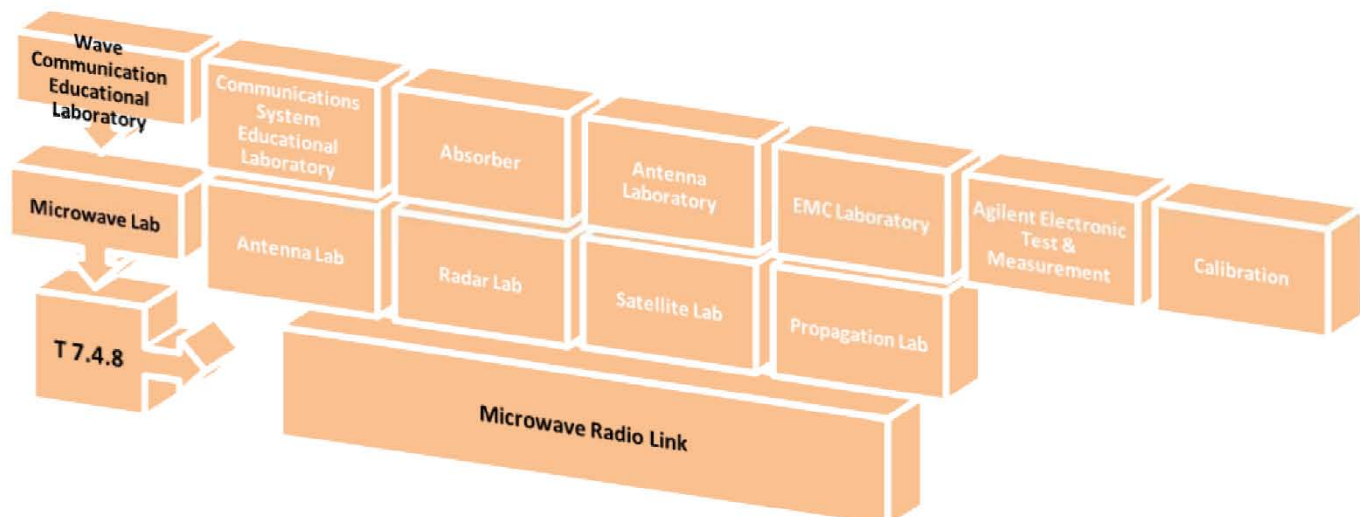 Wave
Communication
Educational
Laboratory
Communications
System
Educational
Laboratory
Absorber
Antenna
Laboratory
EMC Laboratory
Agilent Electronic
Test &
Measurement
Calibration
Microwave Lab
Antenna Lab
Radar Lab
Satellite Lab
Propagation Lab
T 7.4.8
Microwave Radio Link